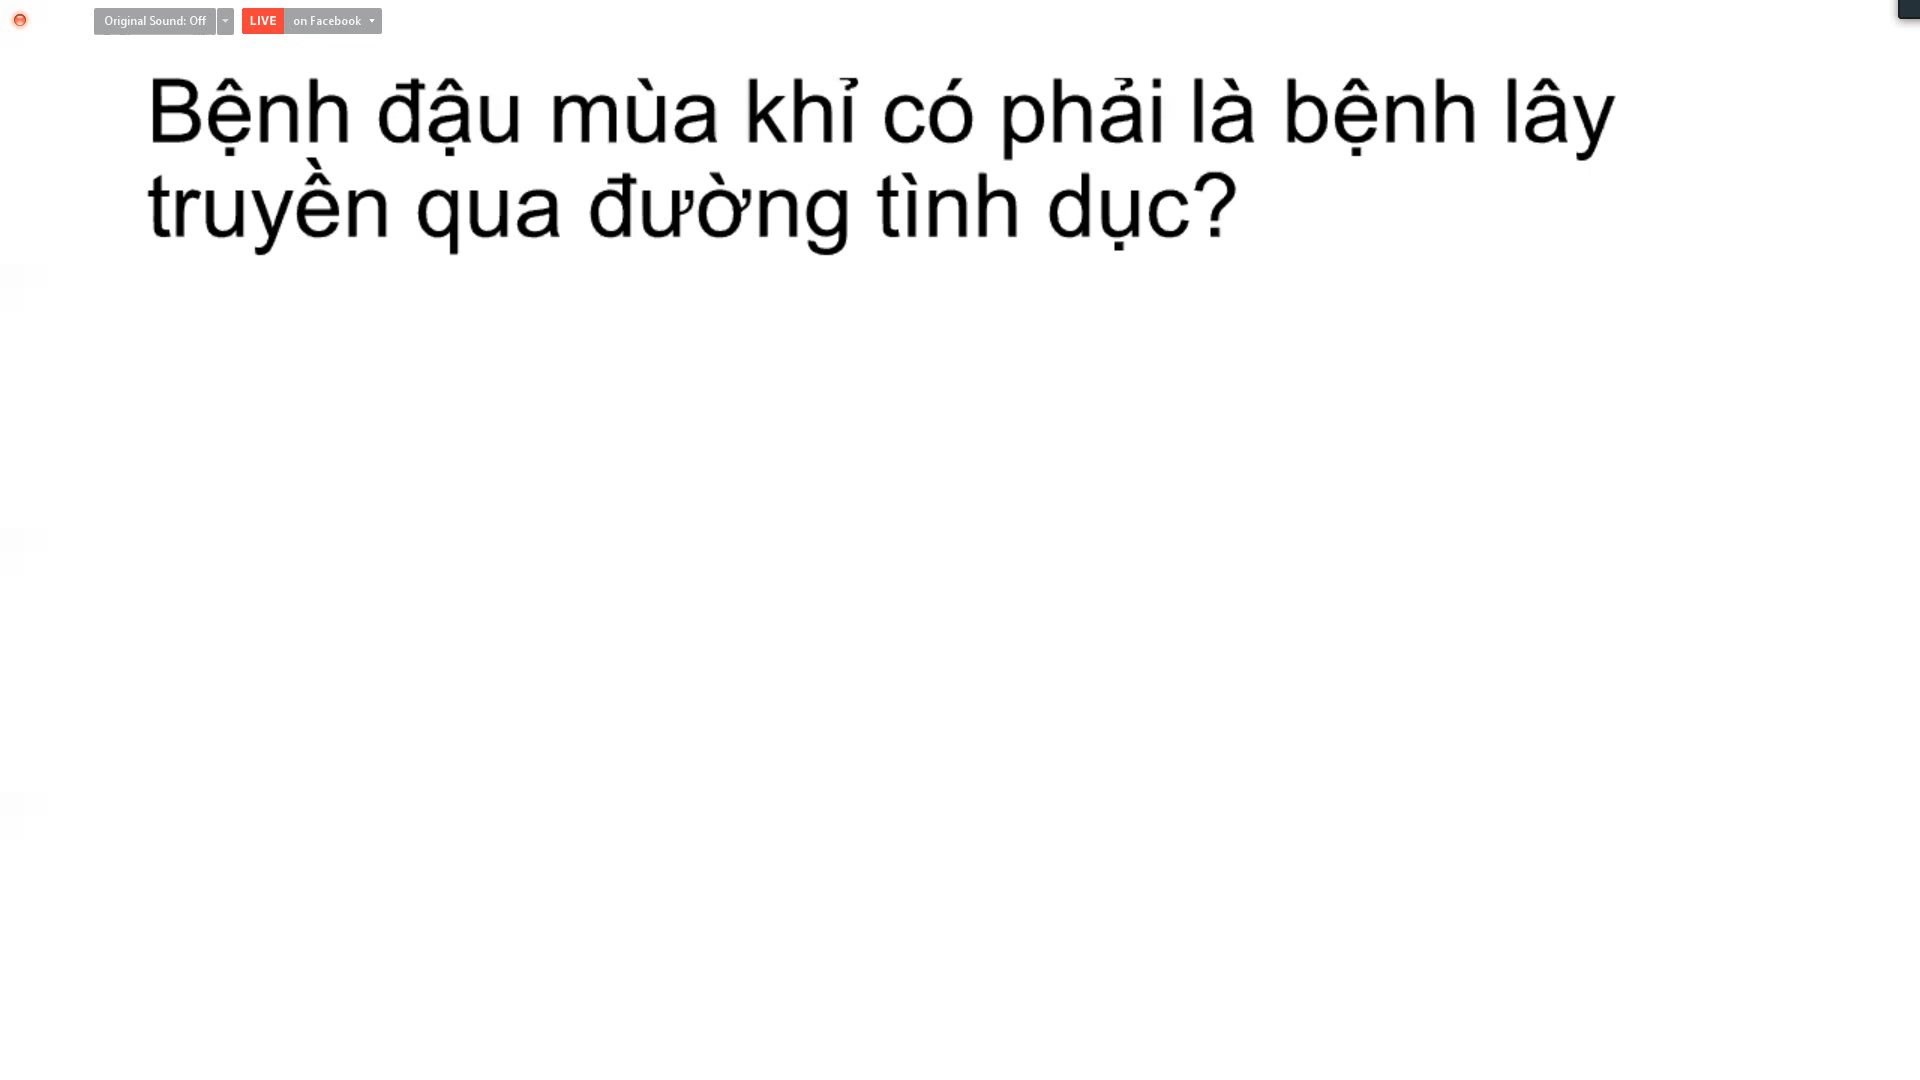 Original Sound: Off LIVE on Facebook
Bệnh đậu mùa khỉ có phải là bệnh lây
truyền qua đường tình dục?